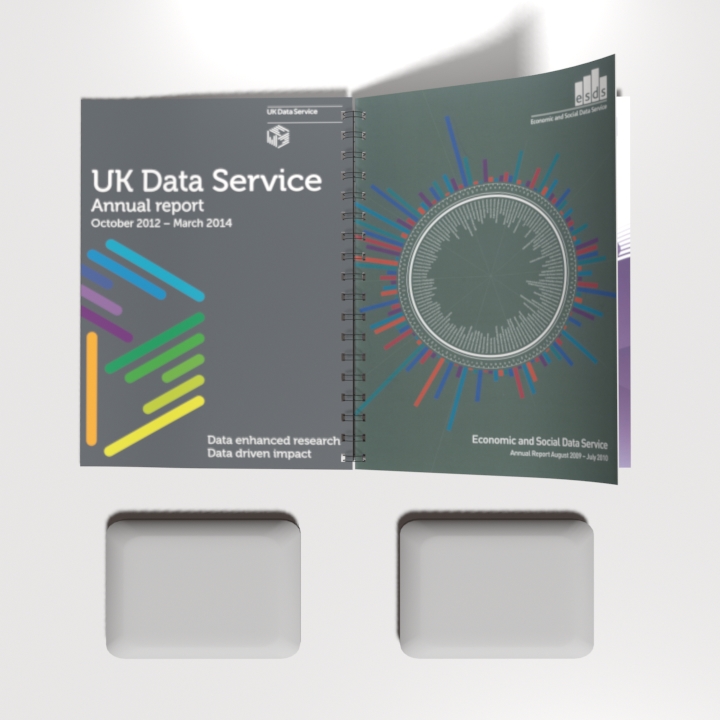 UK Data Service
UK Data Service
Annual report
October 2012 – March 2014
Data enhanced research
Data driven impact
esds
Economic and Social Data Service
Economic and Social Data Service
Annual Report August 2009 – July 2010